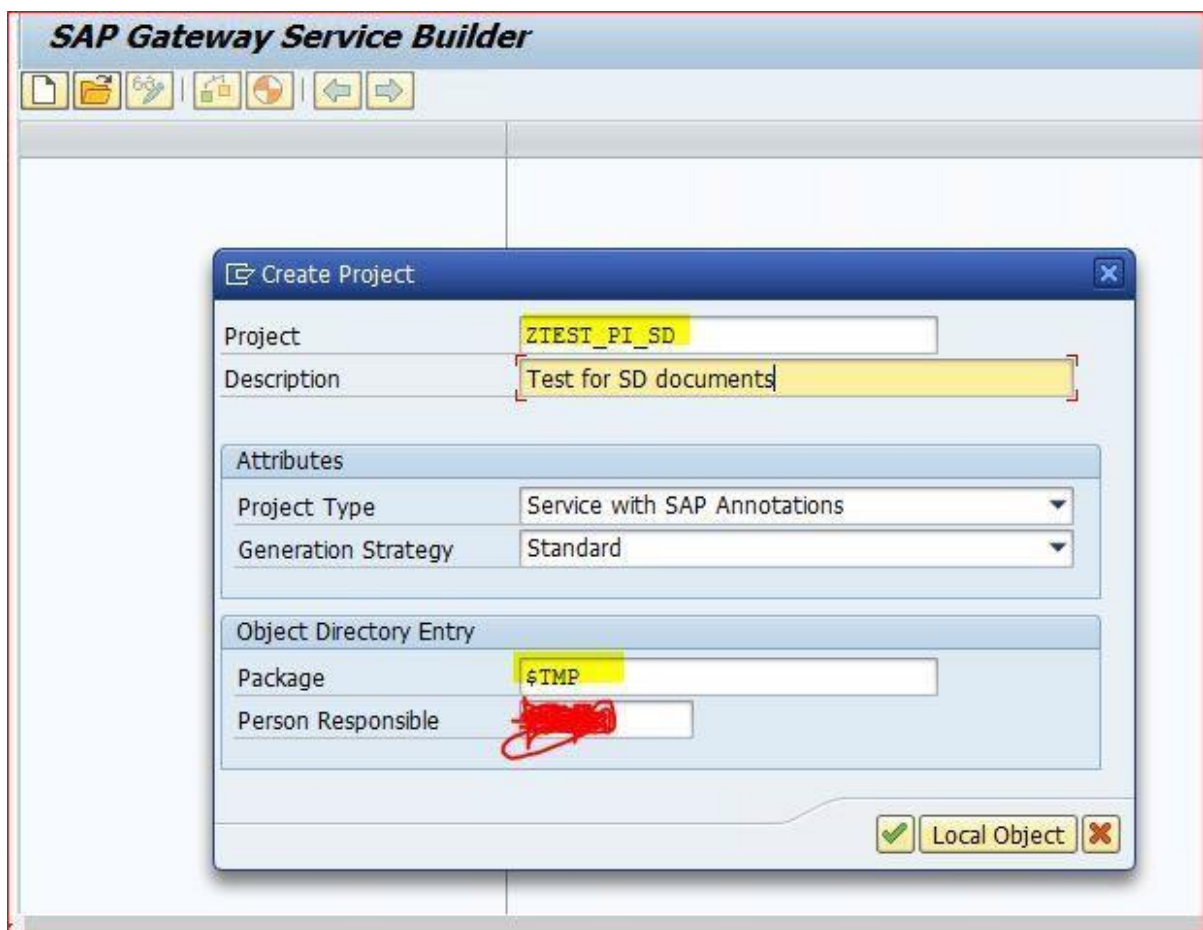 SAP Gateway Service Builder
Create Project
Project ZTEST_PI_SD
Description Test for SD documents
Attributes
Project Type Service with SAP Annotations
Generation Strategy Standard
Object Directory Entry
Package $TMP
Person Responsible
Local Object